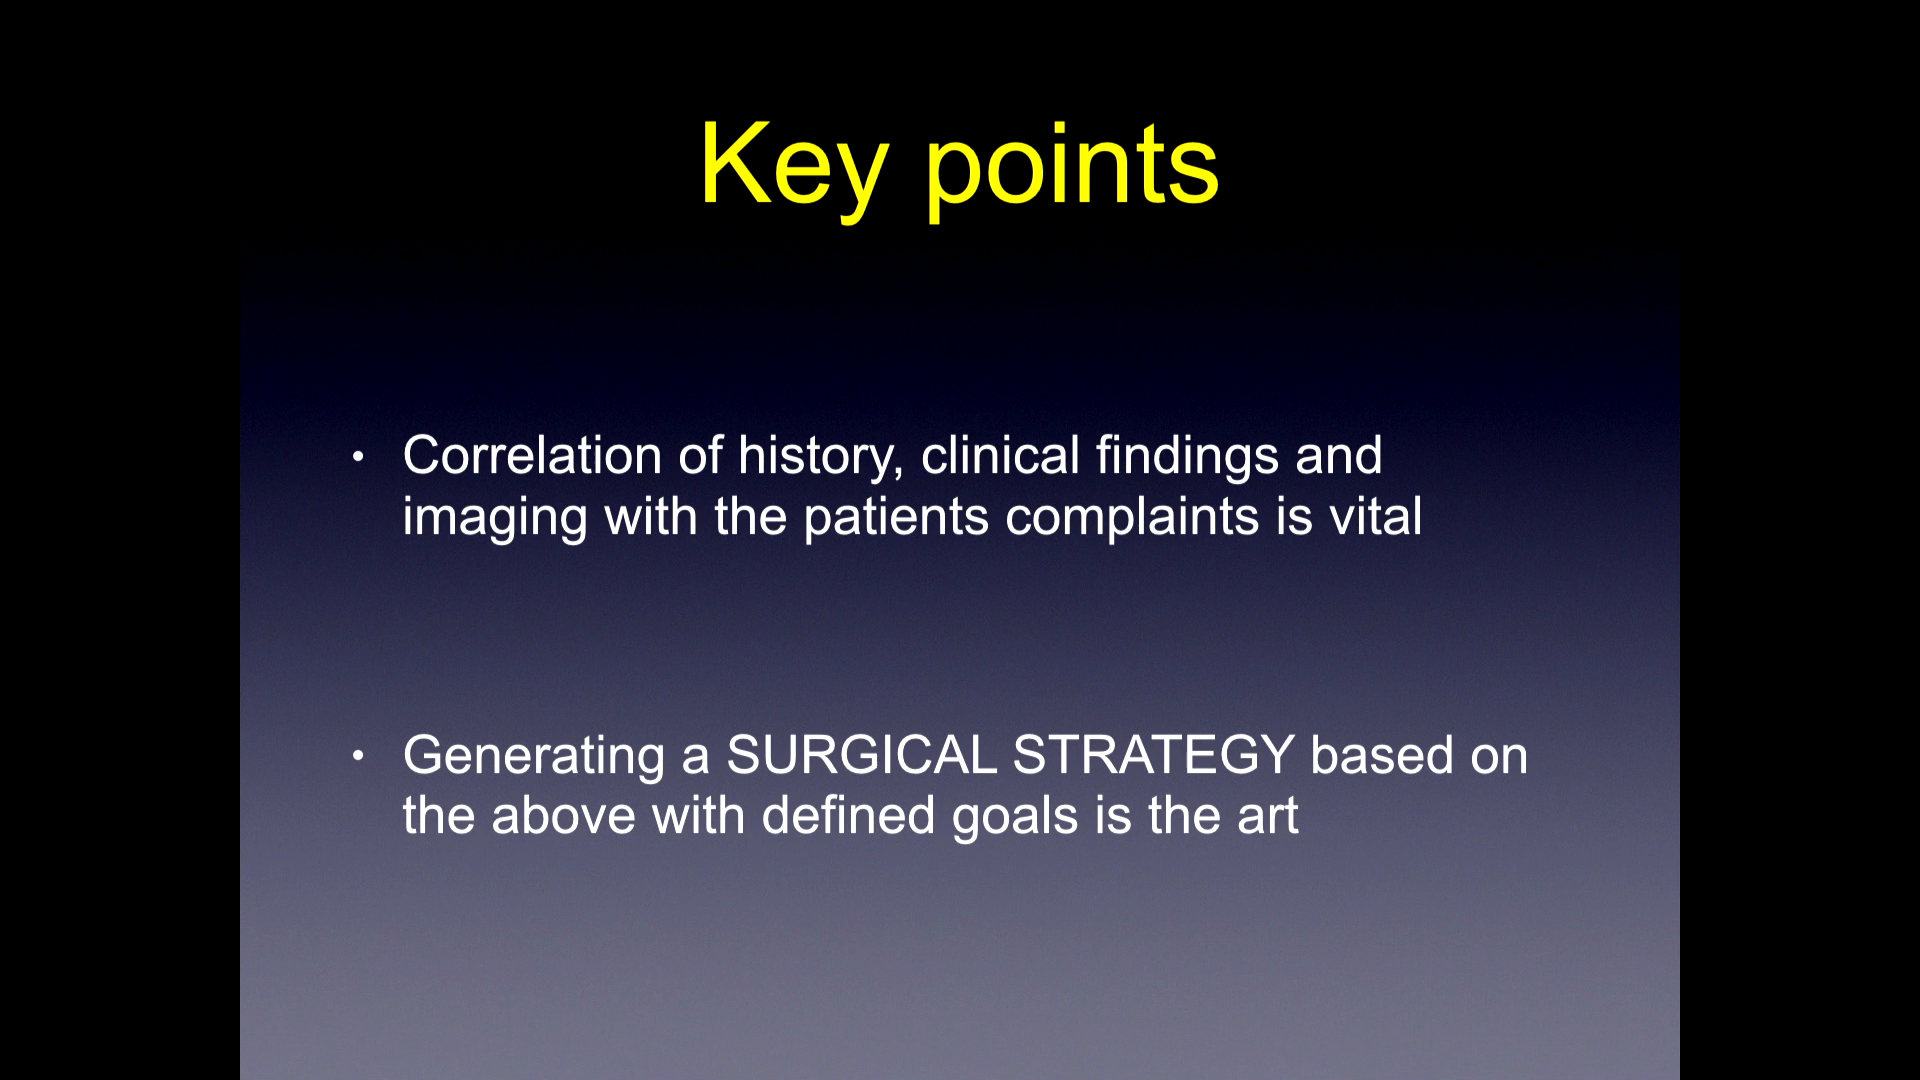 Key points
• Correlation of history, clinical findings and
imaging with the patients complaints is vital
• Generating a SURGICAL STRATEGY based on
the above with defined goals is the art